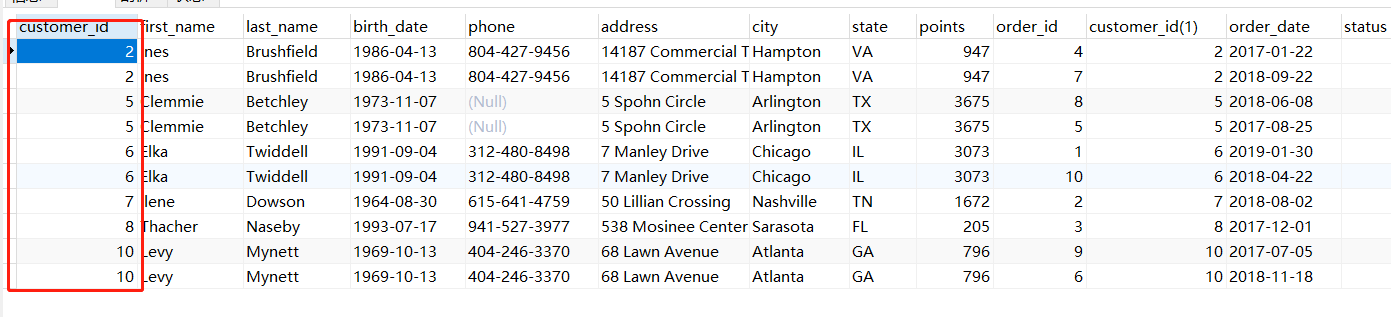 customer_id first_name last_name birth_date phone address city state points order_id customer_id(1) order_date status
2 Ines Brushfield 1986-04-13 804-427-9456 14187 Commercial T Hampton VA 947 4 2 2017-01-22
2 Ines Brushfield 1986-04-13 804-427-9456 14187 Commercial T Hampton VA 947 7 2 2018-09-22
5 Clemmie Betchley 1973-11-07 (Null) 5 Spohn Circle Arlington TX 3675 8 5 2018-06-08
5 Clemmie Betchley 1973-11-07 (Null) 5 Spohn Circle Arlington TX 3675 5 5 2017-08-25
6 Elka Twiddell 1991-09-04 312-480-8498 7 Manley Drive Chicago IL 3073 1 6 2019-01-30
6 Elka Twiddell 1991-09-04 312-480-8498 7 Manley Drive Chicago IL 3073 10 6 2018-04-22
7 Ilene Dowson 1964-08-30 615-641-4759 50 Lillian Crossing Nashville TN 1672 2 7 2018-08-02
8 Thacher Naseby 1993-07-17 941-527-3977 538 Mosinee Center Sarasota FL 205 3 8 2017-12-01
10 Levy Mynett 1969-10-13 404-246-3370 68 Lawn Avenue Atlanta GA 796 9 10 2017-07-05
10 Levy Mynett 1969-10-13 404-246-3370 68 Lawn Avenue Atlanta GA 796 6 10 2018-11-18